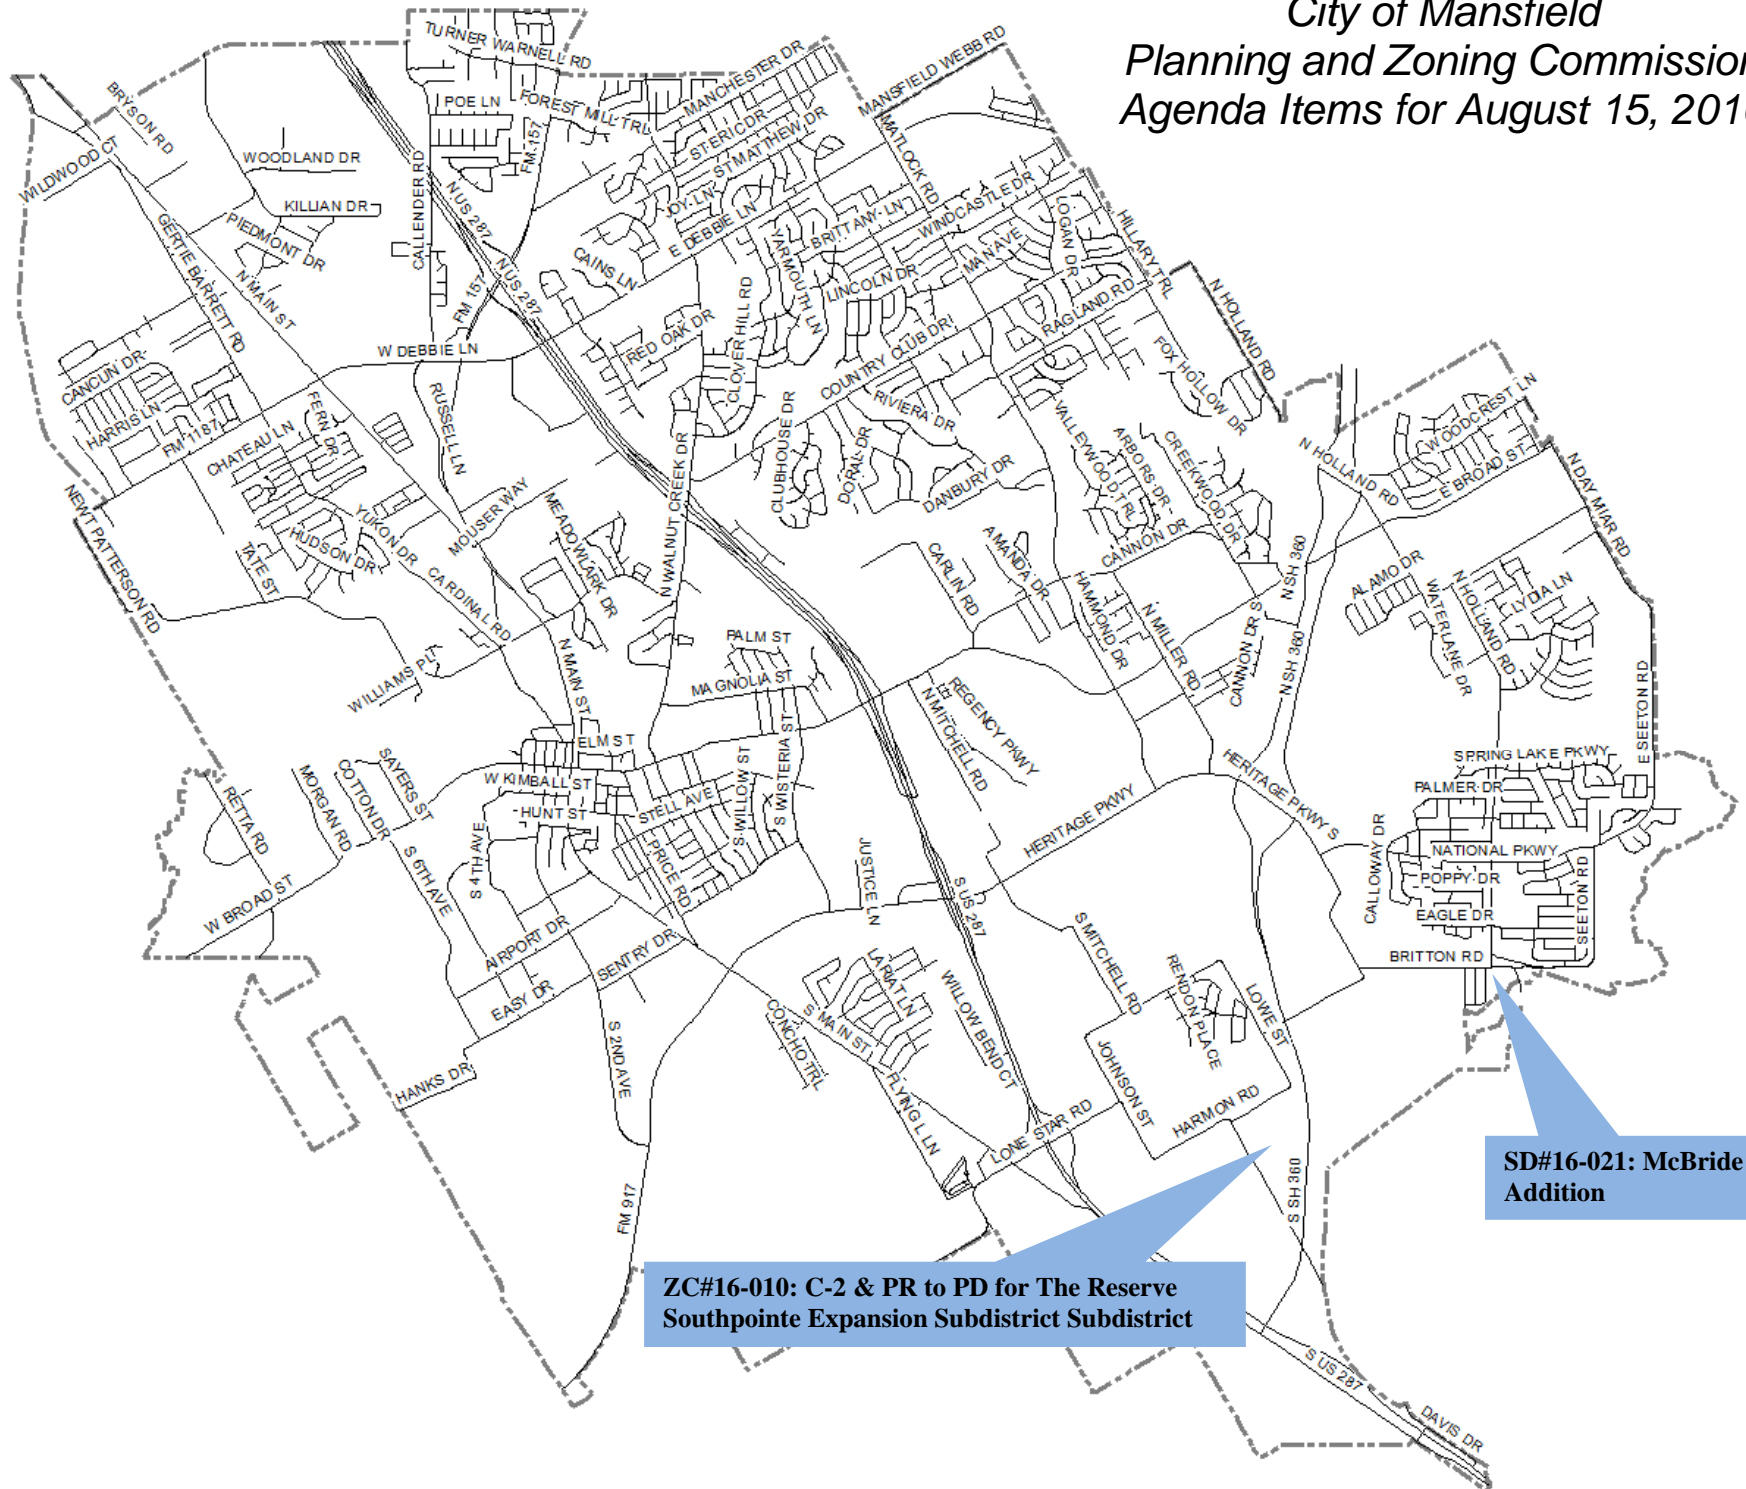 City of Mansfield
Planning and Zoning Commission
Agenda Items for August 15, 2016
TURNER WARNELL RD
MANCHESTER DR
MANSFIELD WEBB RD
BRYSON RD
POE LN
FOREST MILL TRL
FM 157
ST ERIC DR
ST MATTHEW DR
MATLOCK RD
WILDWOOD CT
WOODLAND DR
CALLENDER RD
N US 287
JOY LN
E DEBBIE LN
KILLIAN DR
PIEDMONT DR
GERTIE BARRETT RD
N MAIN ST
CAINS LN
YARMOUTH LN
BRITTANY LN
WINDCASTLE DR
LOGAN DR
HILLARY TRL
N US 287
FM 157
LINCOLN DR
MAN AVE
N HOLLAND RD
RAGLAND RD
CLOVER HILL RD
RED OAK DR
W DEBBIE LN
COUNTRY CLUB DR
CANCUN DR
FOX HOLLOW DR
HARRIS LN
FM 1187
CHATEAU LN
FERN DR
RUSSELL LN
CLUBHOUSE DR
RIVIERA DR
DORAL DR
VALLEYWOOD TRL
ARBORS DR
CREEKWOOD DR
N HOLLAND RD
WOODCREST LN
E BROAD ST
N DAY MIAR RD
NEWT PATTERSON RD
YUKON DR
MOUSER WAY
MEADOWLARK DR
N WALNUT CREEK DR
DANBURY DR
HUDSON DR
TATE ST
CARDINAL RD
CARLIN RD
AMANDA DR
CANNON DR
HAMMOND DR
N MILLER RD
CANNON DR S
N SH 360
N SH 360
ALAMO DR
WATERLANE DR
N HOLLAND RD
LYDIA LN
WILLIAMS PL
N MAIN ST
PALM ST
MAGNOLIA ST
N MITCHELL RD
REGENCY PKWY
E SEETON RD
ELM ST
W KIMBALL ST
HUNT ST
STELL AVE
S WILLOW ST
S WISTERIA ST
HERITAGE PKWY
HERITAGE PKWY S
SPRING LAKE PKWY
PALMER DR
RETTA RD
MORGAN RD
COTTON DR
SAYERS ST
S 6TH AVE
S 4TH AVE
PRICE RD
JUSTICE LN
CALLOWAY DR
NATIONAL PKWY
POPPY DR
EAGLE DR
SEETON RD
BRITTON RD
W BROAD ST
AIRPORT DR
SENTRY DR
EASY DR
S US 287
S MITCHELL RD
S 2ND AVE
HANKS DR
CONCHO TRL
S MAIN ST
LARIAT LN
WILLOW BEND CT
RENDON PLACE
LOWE ST
JOHNSON ST
HARMON RD
FLYING L LN
LONE STAR RD
FM 917
S SH 360
SD#16-021: McBride
Addition
ZC#16-010: C-2 & PR to PD for The Reserve
Southpointe Expansion Subdistrict Subdistrict
S US 287
DAVIS DR